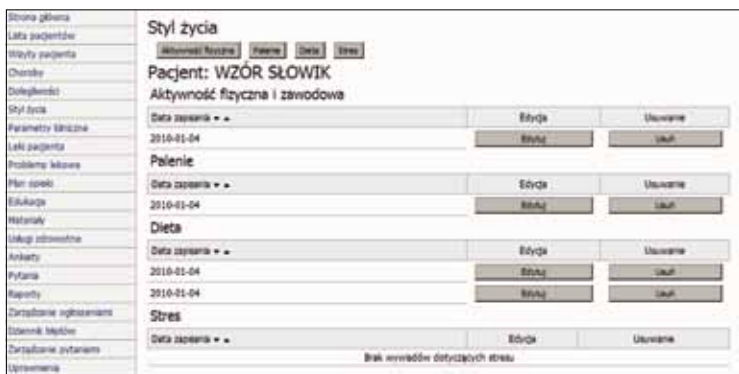 Strona główna
Lista pacjentów
Wizyty pacjenta
Choroby
Dolegliwości
Styl życia
Parametry kliniczne
Leki pacjenta
Problemy lekowe
Plan opieki
Edukacja
Materiały
Usługi zdrowotne
Ankiety
Pytania
Raporty
Zarządzanie ogłoszeniami
Dziennik błędów
Zarządzanie pytaniami
Uprawnienia
Styl życia
Aktywność fizyczna Palenie Dieta Stres
Pacjent: WZÓR SŁOWIK
Aktywność fizyczna i zawodowa
Data zapisania ▼ ▲ Edycja Usuwanie
2010-01-04 Edytuj Usuń
Palenie
Data zapisania ▼ ▲ Edycja Usuwanie
2010-01-04 Edytuj Usuń
Dieta
Data zapisania ▼ ▲ Edycja Usuwanie
2010-01-04 Edytuj Usuń
2010-01-04 Edytuj Usuń
Stres
Data zapisania ▼ ▲ Edycja Usuwanie
Brak wywiadów dotyczących stresu